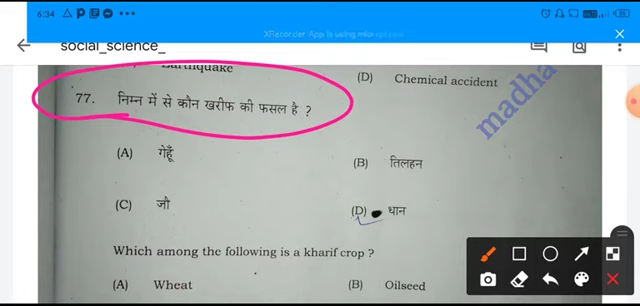 6:34
XRecorder App is using microphone
social_science_
Earthquake
(D) Chemical accident
77. निम्न में से कौन खरीफ की फसल है ?
madha
(A) गेहूँ
(B) तिलहन
(C) जौ
(D) धान
Which among the following is a kharif crop ?
(A) Wheat
(B) Oilseed